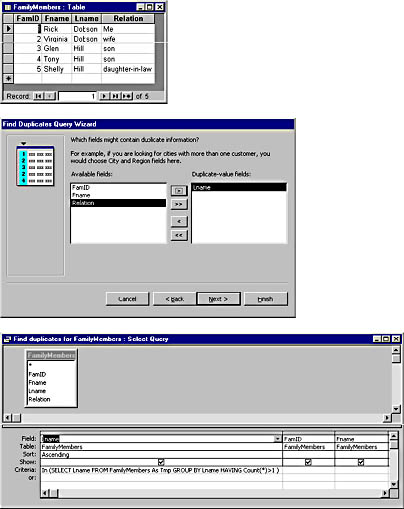 FamilyMembers : Table
FamID Fname Lname Relation
1 Rick Dobson Me
2 Virginia Dobson wife
3 Glen Hill son
4 Tony Hill son
5 Shelly Hill daughter-in-law
Record: 1 of 5
Find Duplicates Query Wizard
Which fields might contain duplicate information?
For example, if you are looking for cities with more than one customer, you
would choose City and Region fields here.
Available fields: Duplicate-value fields:
FamID
Fname
Relation
Lname
>
>>
<
<<
Cancel < Back Next > Finish
Find duplicates for FamilyMembers : Select Query
FamilyMembers
*
FamID
Fname
Lname
Relation
Field: Lname FamID Fname
Table: FamilyMembers FamilyMembers FamilyMembers
Sort: Ascending
Show:
Criteria: In (SELECT Lname FROM FamilyMembers As Tmp GROUP BY Lname HAVING Count(*)>1 )
or: